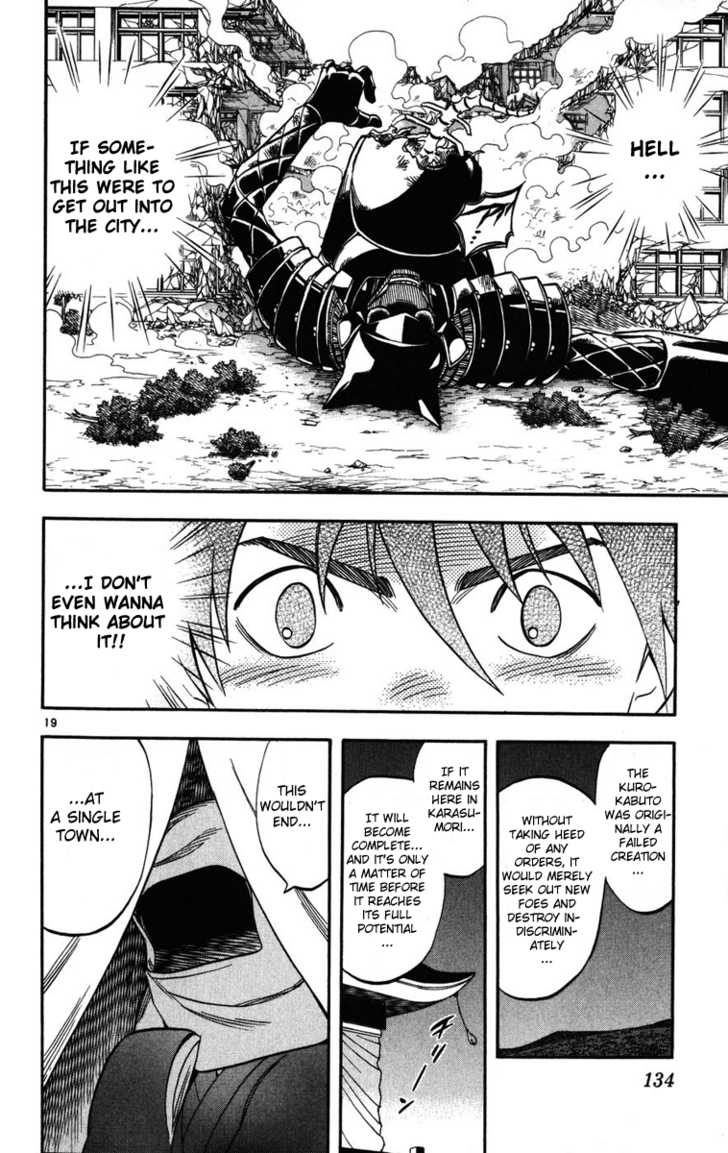 HELL
...
IF SOME-
THING LIKE
THIS WERE TO
GET OUT INTO
THE CITY...
...I DON'T
EVEN WANNA
THINK ABOUT
IT!!
19
THE
KURO-
KABUTO
WAS ORIGI-
NALLY A
FAILED
CREATION
...
WITHOUT
TAKING HEED
OF ANY
ORDERS, IT
WOULD MERELY
SEEK OUT NEW
FOES AND
DESTROY IN-
DISCRIMIN-
ATELY
...
IF IT
REMAINS
HERE IN
KARASU-
MORI...
IT WILL
BECOME
COMPLETE...
AND IT'S ONLY
A MATTER OF
TIME BEFORE
IT REACHES
ITS FULL
POTENTIAL
...
THIS
WOULDN'T
END...
...AT
A SINGLE
TOWN...
134